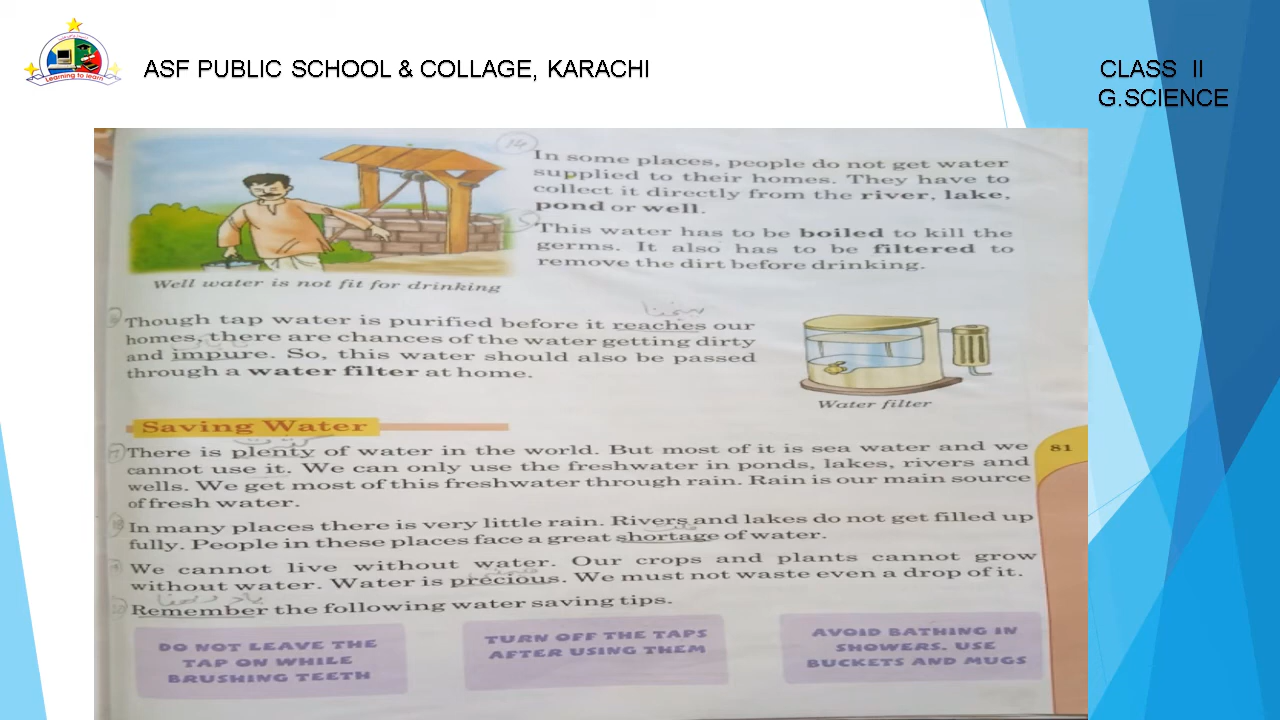 Learning to learn
ASF PUBLIC SCHOOL & COLLAGE, KARACHI
CLASS II
G.SCIENCE
14
In some places, people do not get water
supplied to their homes. They have to
collect it directly from the river, lake,
pond or well.
This water has to be boiled to kill the
germs. It also has to be filtered to
remove the dirt before drinking.
Well water is not fit for drinking
Though tap water is purified before it reaches our
homes, there are chances of the water getting dirty
and impure. So, this water should also be passed
through a water filter at home.
Water filter
Saving Water
There is plenty of water in the world. But most of it is sea water and we
cannot use it. We can only use the freshwater in ponds, lakes, rivers and
wells. We get most of this freshwater through rain. Rain is our main source
of fresh water.
81
In many places there is very little rain. Rivers and lakes do not get filled up
fully. People in these places face a great shortage of water.
We cannot live without water. Our crops and plants cannot grow
without water. Water is precious. We must not waste even a drop of it.
Remember the following water saving tips.
DO NOT LEAVE THE
TAP ON WHILE
BRUSHING TEETH
TURN OFF THE TAPS
AFTER USING THEM
AVOID BATHING IN
SHOWERS. USE
BUCKETS AND MUGS